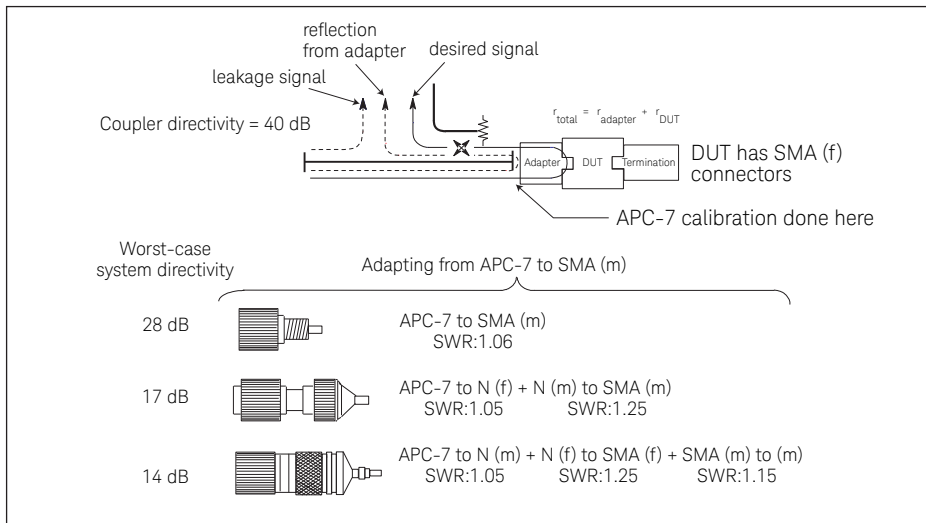 reflection
from adapter
desired signal
leakage signal
Coupler directivity = 40 dB
r total = r adapter + r DUT
Adapter
DUT
Termination
DUT has SMA (f)
connectors
APC-7 calibration done here
Worst-case
system directivity
Adapting from APC-7 to SMA (m)
28 dB
APC-7 to SMA (m)
SWR:1.06
17 dB
APC-7 to N (f) + N (m) to SMA (m)
SWR:1.05 SWR:1.25
14 dB
APC-7 to N (m) + N (f) to SMA (f) + SMA (m) to (m)
SWR:1.05 SWR:1.25 SWR:1.15